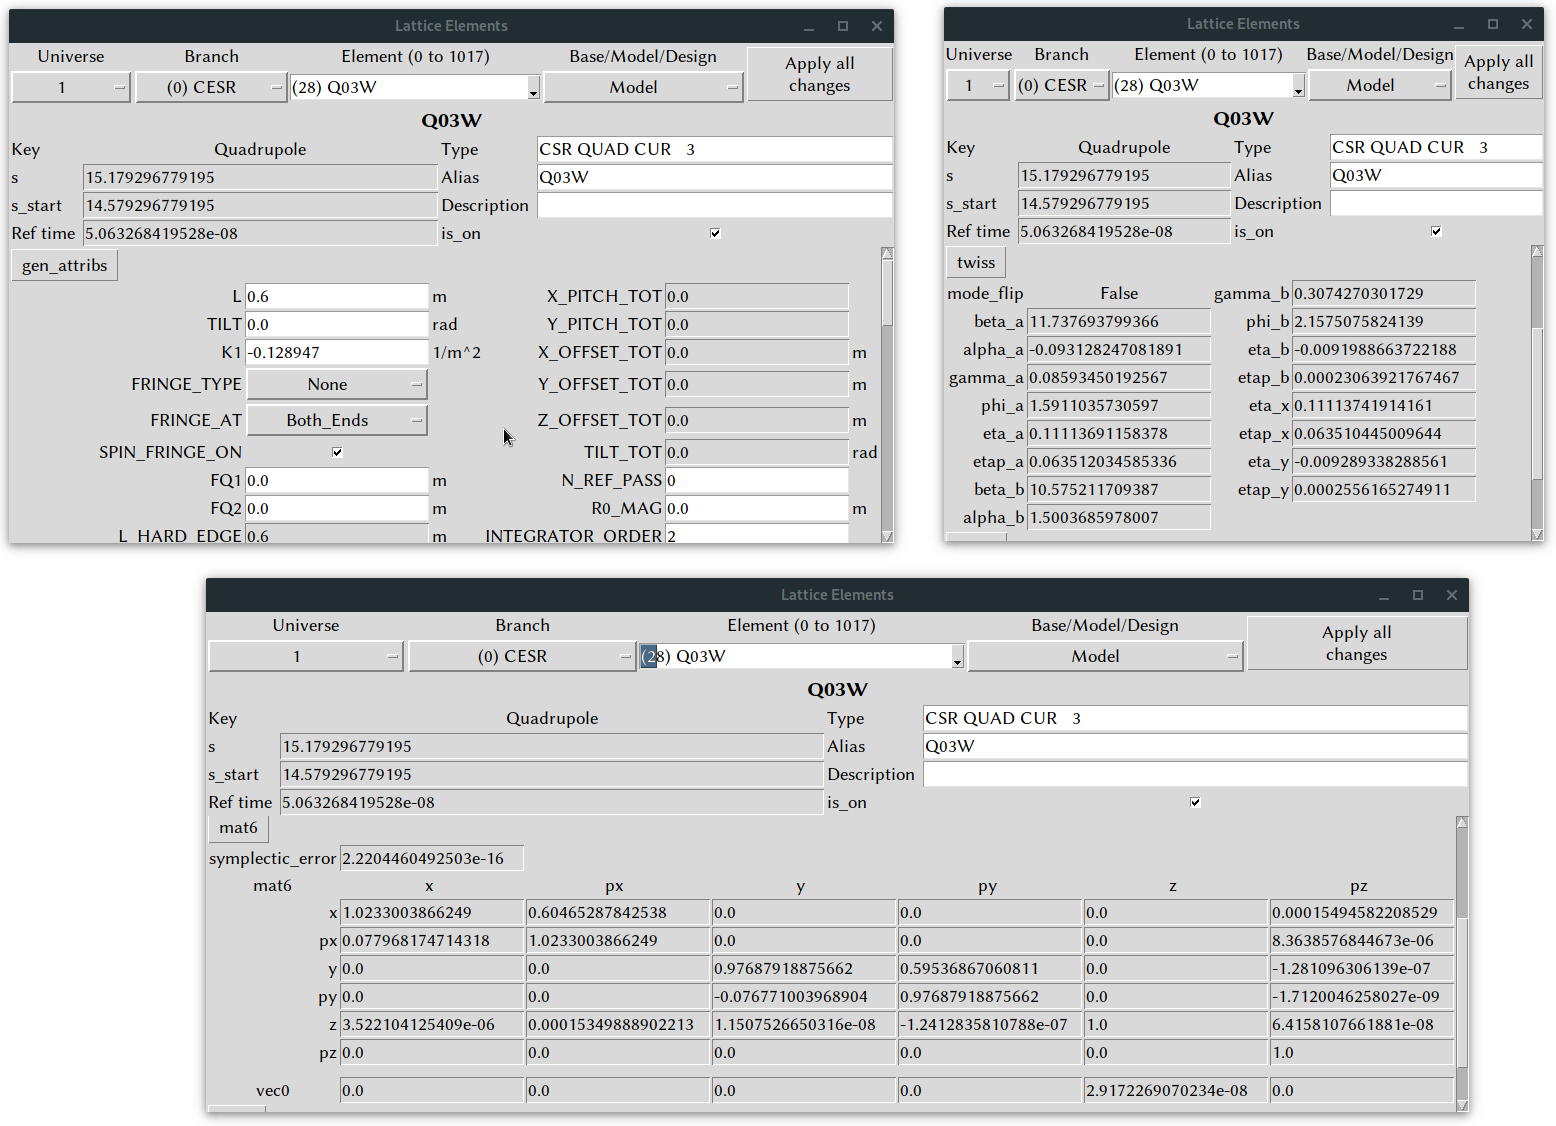 Lattice Elements
Universe Branch Element (0 to 1017) Base/Model/Design Apply all changes
1 (0) CESR (28) Q03W Model
Q03W
Key Quadrupole Type CSR QUAD CUR 3
s 15.179296779195 Alias Q03W
s_start 14.579296779195 Description
Ref time 5.063268419528e-08 is_on
gen_attribs
L 0.6 m X_PITCH_TOT 0.0
TILT 0.0 rad Y_PITCH_TOT 0.0
K1 -0.128947 1/m^2 X_OFFSET_TOT 0.0 m
FRINGE_TYPE None Y_OFFSET_TOT 0.0 m
FRINGE_AT Both_Ends Z_OFFSET_TOT 0.0 m
SPIN_FRINGE_ON TILT_TOT 0.0 rad
FQ1 0.0 m N_REF_PASS 0
FQ2 0.0 m R0_MAG 0.0 m
L_HARD_EDGE 0.6 m INTEGRATOR_ORDER 2
Lattice Elements
Universe Branch Element (0 to 1017) Base/Model/Design Apply all changes
1 (0) CESR (28) Q03W Model
Q03W
Key Quadrupole Type CSR QUAD CUR 3
s 15.179296779195 Alias Q03W
s_start 14.579296779195 Description
Ref time 5.063268419528e-08 is_on
twiss
mode_flip False gamma_b 0.3074270301729
beta_a 11.737693799366 phi_b 2.1575075824139
alpha_a -0.093128247081891 eta_b -0.0091988663722188
gamma_a 0.08593450192567 etap_b 0.00023063921767467
phi_a 1.5911035730597 eta_x 0.11113741914161
eta_a 0.11113691158378 etap_x 0.063510445009644
etap_a 0.063512034585336 eta_y -0.009289338288561
beta_b 10.575211709387 etap_y 0.0002556165274911
alpha_b 1.5003685978007
Lattice Elements
Universe Branch Element (0 to 1017) Base/Model/Design Apply all changes
1 (0) CESR (28) Q03W Model
Q03W
Key Quadrupole Type CSR QUAD CUR 3
s 15.179296779195 Alias Q03W
s_start 14.579296779195 Description
Ref time 5.063268419528e-08 is_on
mat6
symplectic_error 2.2204460492503e-16
mat6 x px y py z pz
x 1.0233003866249 0.60465287842538 0.0 0.0 0.0 0.00015494582208529
px 0.077968174714318 1.0233003866249 0.0 0.0 0.0 8.3638576844673e-06
y 0.0 0.0 0.97687918875662 0.59536867060811 0.0 -1.281096306139e-07
py 0.0 0.0 -0.076771003968904 0.97687918875662 0.0 -1.7120046258027e-09
z 3.522104125409e-06 0.00015349888902213 1.1507526650316e-08 -1.2412835810788e-07 1.0 6.4158107661881e-08
pz 0.0 0.0 0.0 0.0 0.0 1.0
vec0 0.0 0.0 0.0 0.0 2.9172269070234e-08 0.0